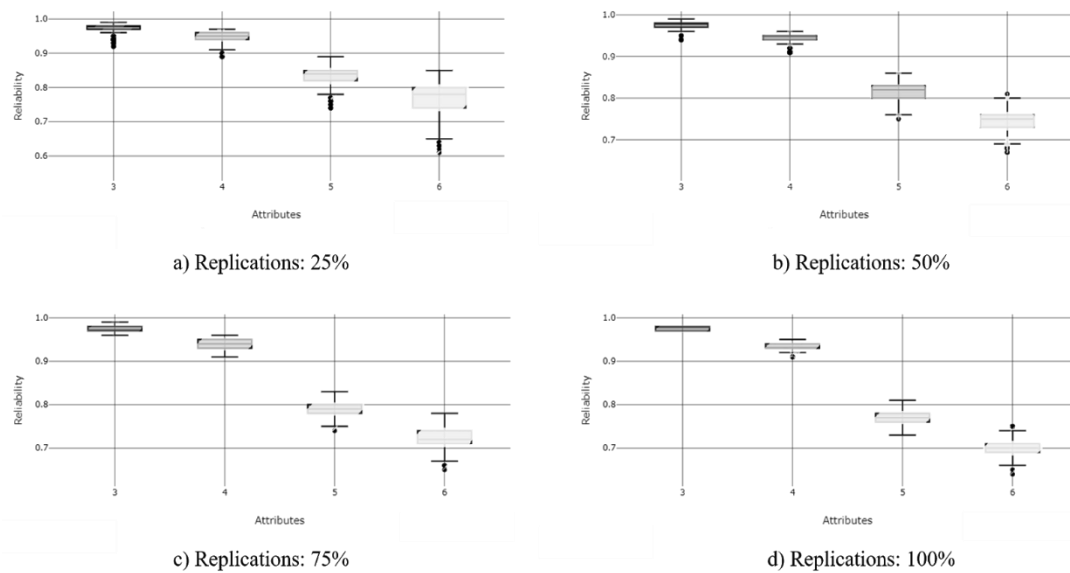 1.0
0.9
0.8
0.7
0.6
Reliability
3 4 5 6
Attributes
a) Replications: 25%
1.0
0.9
0.8
0.7
Reliability
3 4 5 6
Attributes
b) Replications: 50%
1.0
0.9
0.8
0.7
Reliability
3 4 5 6
Attributes
c) Replications: 75%
1.0
0.9
0.8
0.7
Reliability
3 4 5 6
Attributes
d) Replications: 100%